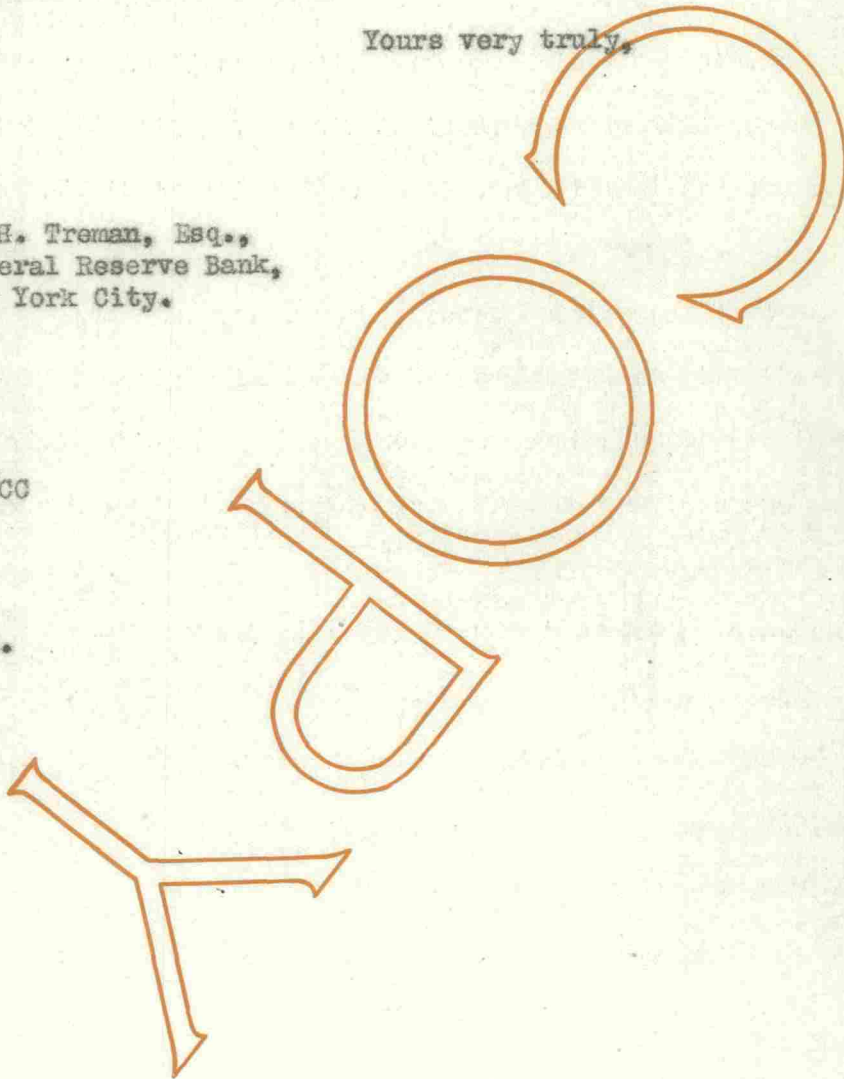 Yours very truly,
H. Treman, Esq.,
eral Reserve Bank,
York City.
CC
.
COPY